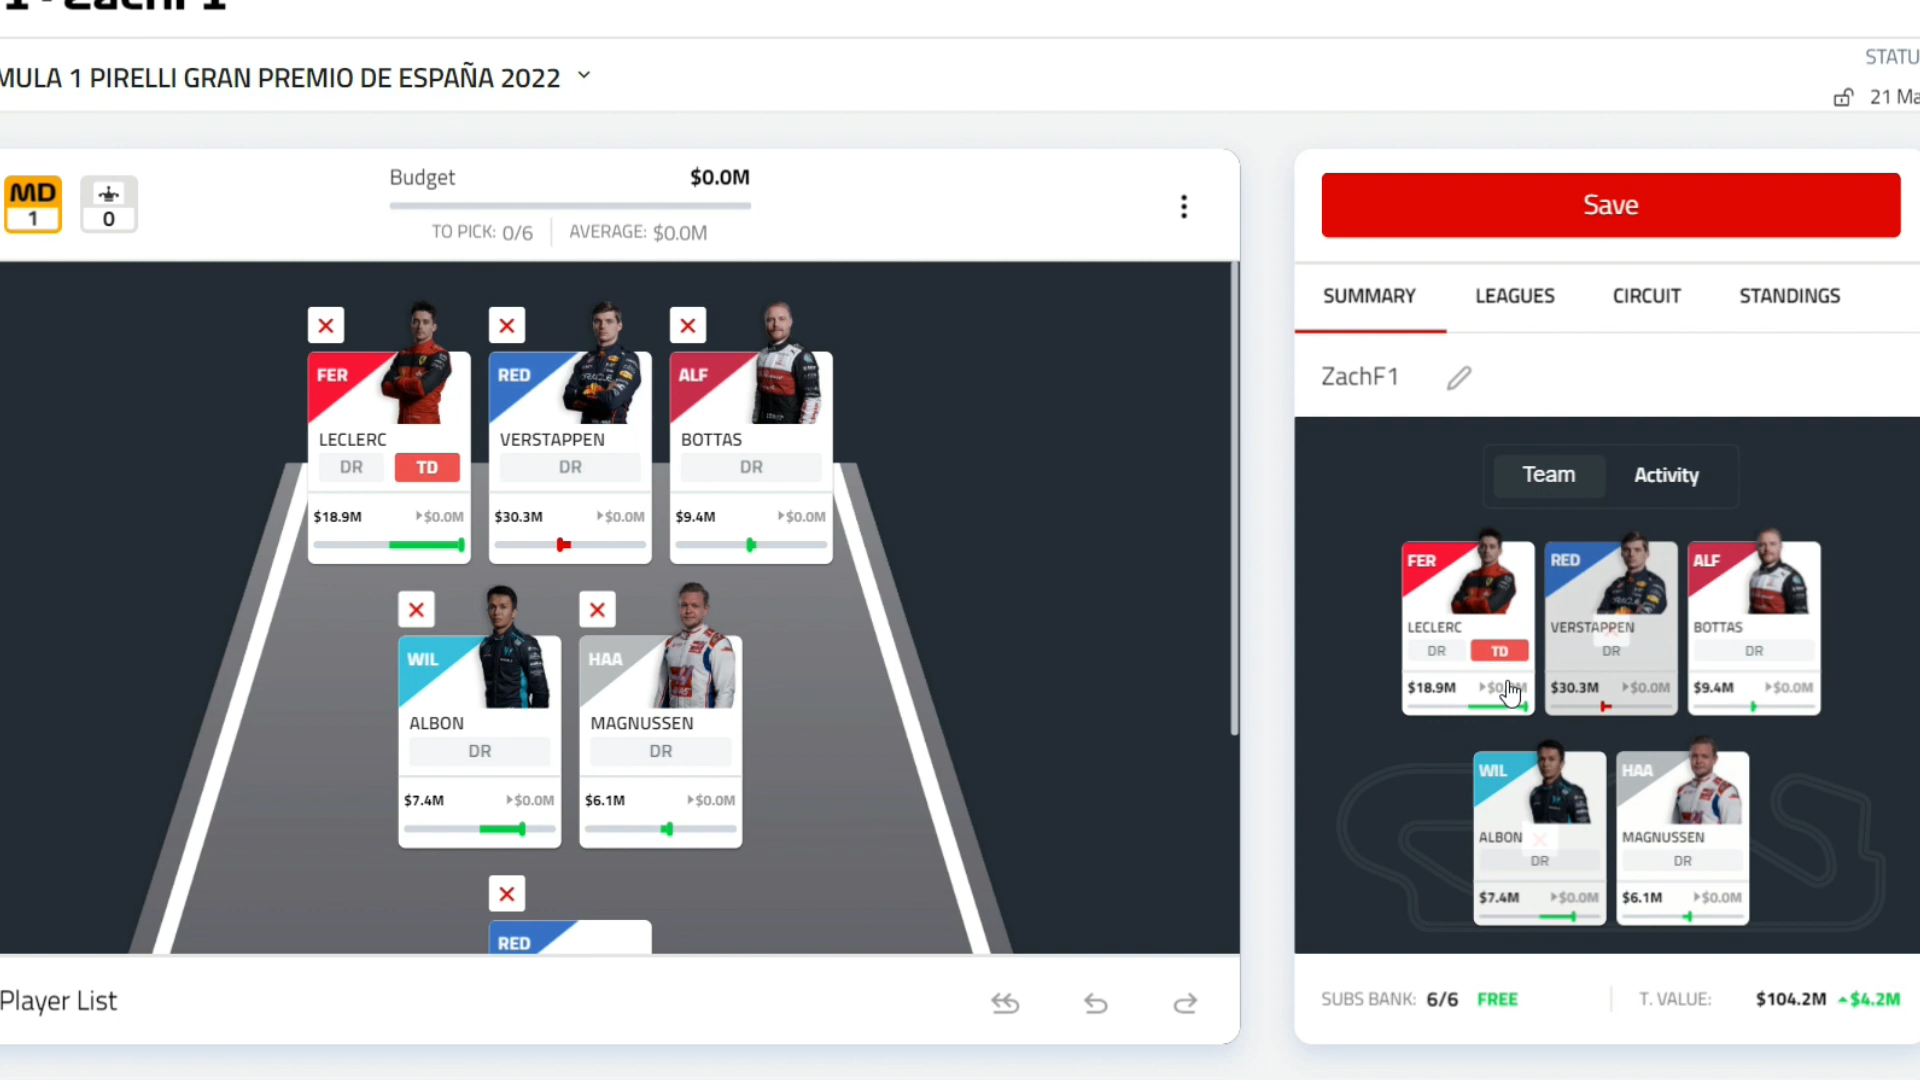 1 · ZachF1
MULA 1 PIRELLI GRAN PREMIO DE ESPAÑA 2022
STATU
21 Ma
MD
1
0
Budget $0.0M
TO PICK: 0/6 AVERAGE: $0.0M
FER RED ALF
LECLERC VERSTAPPEN BOTTAS
DR TD DR DR
$18.9M $0.0M $30.3M $0.0M $9.4M $0.0M
WIL HAA
ALBON MAGNUSSEN
DR DR
$7.4M $0.0M $6.1M $0.0M
RED
Player List
Save
SUMMARY LEAGUES CIRCUIT STANDINGS
ZachF1
Team Activity
FER RED ALF
LECLERC VERSTAPPEN BOTTAS
DR TD DR DR
$18.9M $30.3M $0.0M $9.4M $0.0M
WIL HAA
ALBON MAGNUSSEN
DR DR
$7.4M $0.0M $6.1M $0.0M
SUBS BANK: 6/6 FREE T. VALUE: $104.2M $4.2M